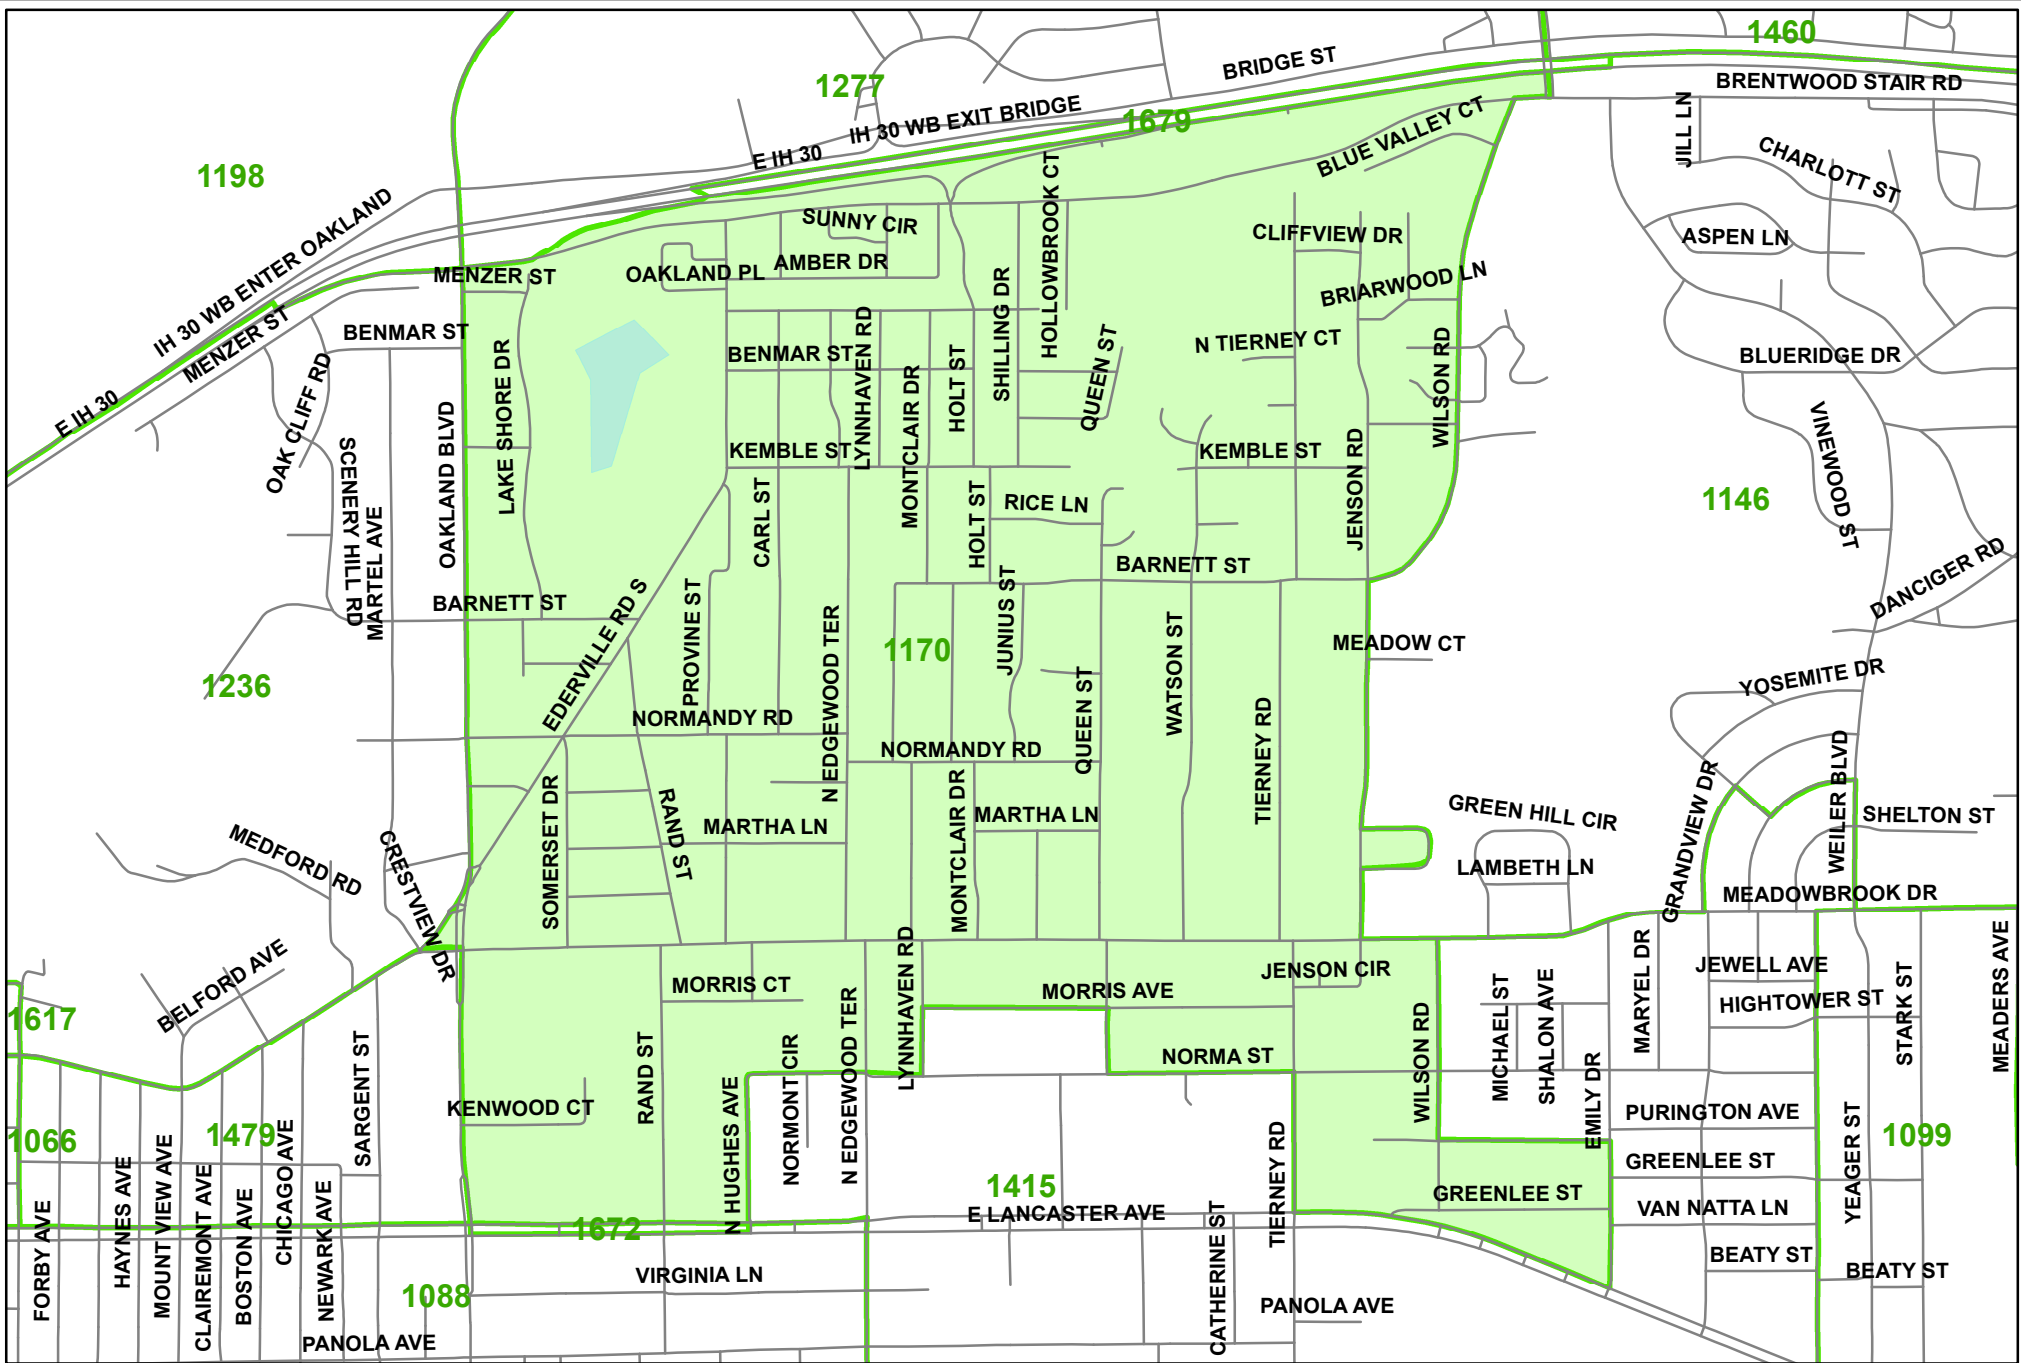 1460
BRIDGE ST
1277
BRENTWOOD STAIR RD
IH 30 WB EXIT BRIDGE
1679
JILL LN
BLUE VALLEY CT
E IH 30
CHARLOTT ST
1198
HOLLOWBROOK CT
IH 30 WB ENTER OAKLAND
SUNNY CIR
CLIFFVIEW DR
ASPEN LN
AMBER DR
OAKLAND PL
MENZER ST
BRIARWOOD LN
SHILLING DR
MENZER ST
BENMAR ST
N TIERNEY CT
BENMAR ST
LYNNHAVEN RD
QUEEN ST
BLUERIDGE DR
LAKE SHORE DR
HOLT ST
WILSON RD
E IH 30
OAK CLIFF RD
MONTCLAIR DR
OAKLAND BLVD
VINEWOOD ST
KEMBLE ST
KEMBLE ST
SCENERY HILL RD
MARTEL AVE
JENSON RD
1146
RICE LN
CARL ST
HOLT ST
BARNETT ST
DANCIGER RD
BARNETT ST
EDERVILLE RD S
PROVINE ST
N EDGEWOOD TER
JUNIUS ST
1170
WATSON ST
MEADOW CT
1236
YOSEMITE DR
QUEEN ST
NORMANDY RD
TIERNEY RD
NORMANDY RD
WEILER BLVD
GRANDVIEW DR
SOMERSET DR
RAND ST
MONTCLAIR DR
MARTHA LN
MARTHA LN
GREEN HILL CIR
SHELTON ST
MEDFORD RD
CRESTVIEW DR
LAMBETH LN
MEADOWBROOK DR
BELFORD AVE
LYNNHAVEN RD
MARYEL DR
JEWELL AVE
MEADERS AVE
MORRIS CT
JENSON CIR
MORRIS AVE
MICHAEL ST
SHALON AVE
HIGHTOWER ST
STARK ST
1617
SARGENT ST
RAND ST
NORMONT CIR
N EDGEWOOD TER
NORMA ST
WILSON RD
EMILY DR
KENWOOD CT
N HUGHES AVE
PURINGTON AVE
YEAGER ST
1066
1479
1099
CHICAGO AVE
TIERNEY RD
GREENLEE ST
HAYNES AVE
MOUNT VIEW AVE
CLAIREMONT AVE
BOSTON AVE
NEWARK AVE
1415
GREENLEE ST
FORBY AVE
E LANCASTER AVE
VAN NATTA LN
1672
CATHERINE ST
BEATY ST
BEATY ST
VIRGINIA LN
1088
PANOLA AVE
PANOLA AVE